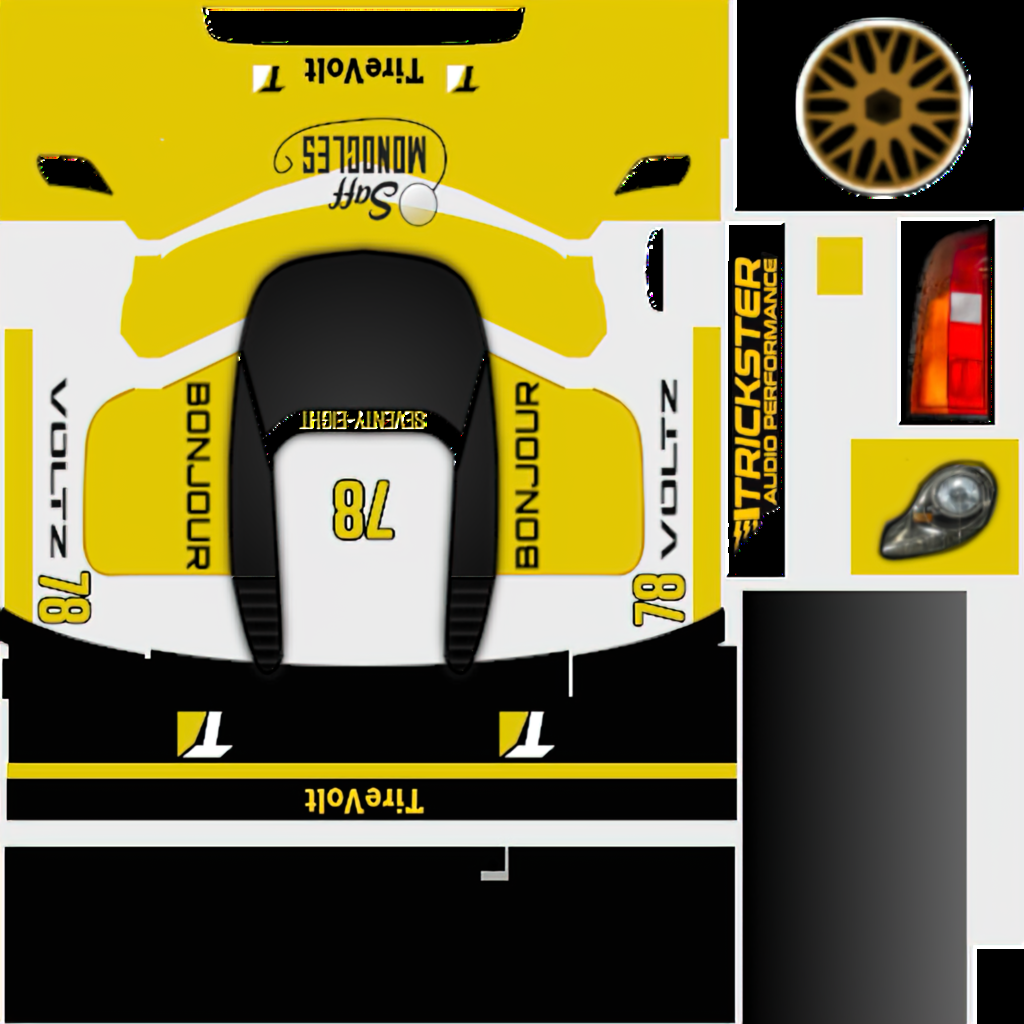 TireVolt
MONOCLES
Saff
TRICKSTER
AUDIO PERFORMANCE
VOLTZ
BONJOUR
SEVENTY-EIGHT
78
BONJOUR
VOLTZ
78
78
T
T
TireVolt